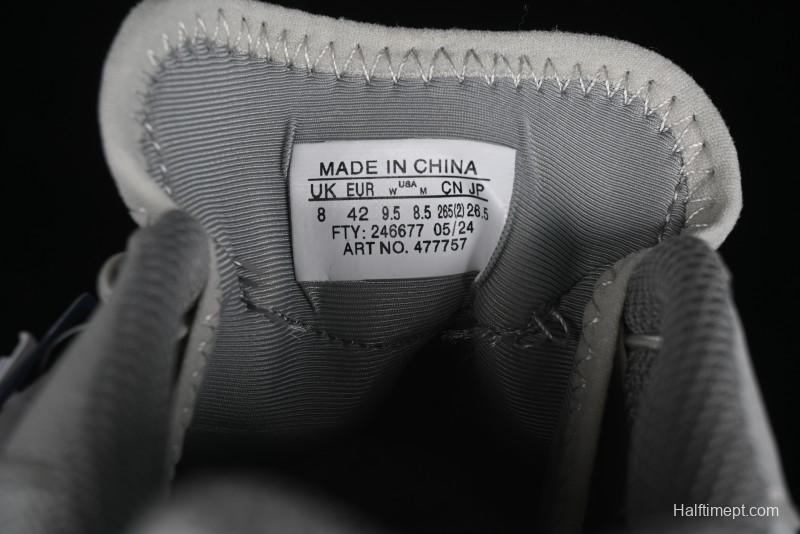 MADE IN CHINA
UK EUR W USA M CN JP
8 42 9.5 8.5 265(2) 26.5
FTY: 246677 05/24
ART NO. 477757
Halftimept.com